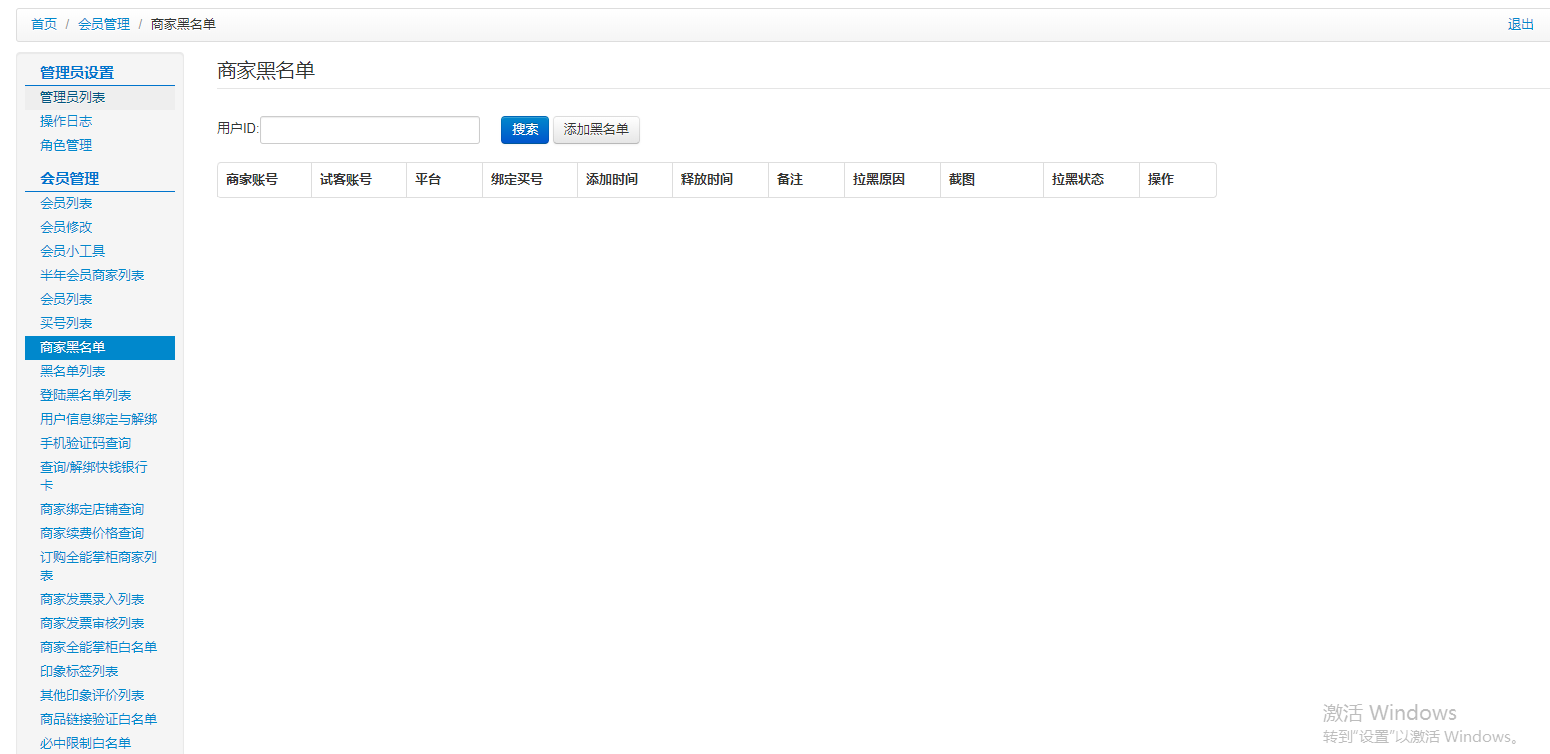 首页 / 会员管理 / 商家黑名单 退出
管理员设置
管理员列表
操作日志
角色管理
会员管理
会员列表
会员修改
会员小工具
半年会员商家列表
会员列表
买号列表
商家黑名单
黑名单列表
登陆黑名单列表
用户信息绑定与解绑
手机验证码查询
查询/解绑快钱银行
卡
商家绑定店铺查询
商家续费价格查询
订购全能掌柜商家列
表
商家发票录入列表
商家发票审核列表
商家全能掌柜白名单
印象标签列表
其他印象评价列表
商品链接验证白名单
必中限制白名单
商家黑名单
用户ID: 搜索 添加黑名单
商家账号 试客账号 平台 绑定买号 添加时间 释放时间 备注 拉黑原因 截图 拉黑状态 操作
激活 Windows
转到“设置”以激活 Windows。